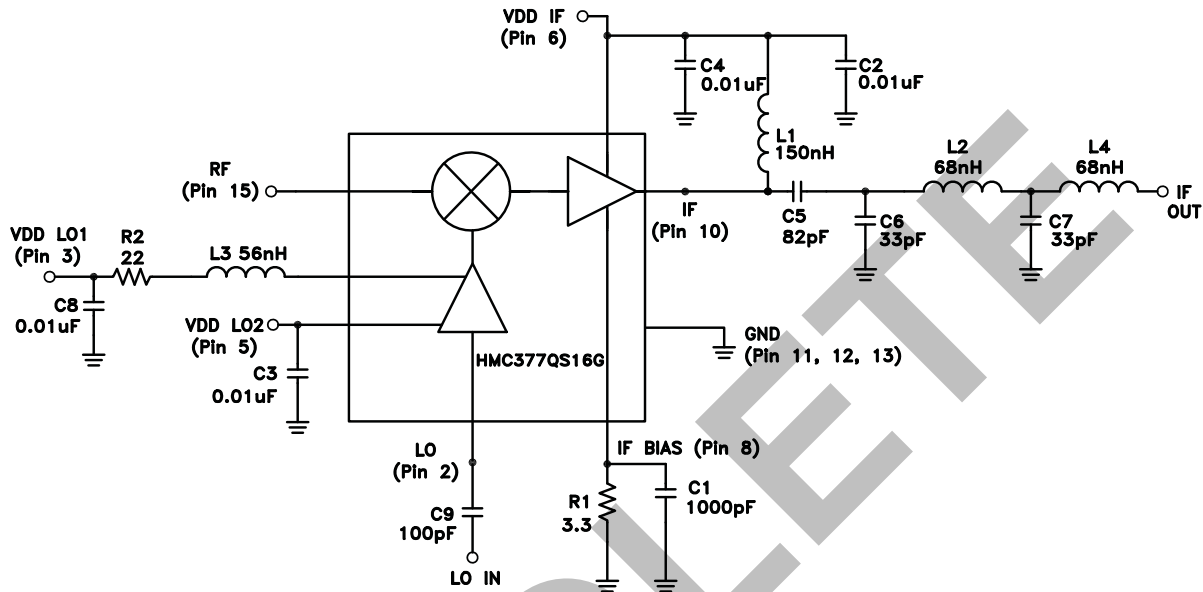 VDD IF
(Pin 6)
C4
0.01uF
C2
0.01uF
L1
150nH
L2
68nH
L4
68nH
RF
(Pin 15)
IF
(Pin 10)
C5
82pF
C6
33pF
C7
33pF
IF
OUT
VDD LO1
(Pin 3)
R2
22
L3 56nH
C8
0.01uF
VDD LO2
(Pin 5)
C3
0.01uF
HMC377QS16G
GND
(Pin 11, 12, 13)
LO
(Pin 2)
C9
100pF
LO IN
IF BIAS (Pin 8)
R1
3.3
C1
1000pF
LETE